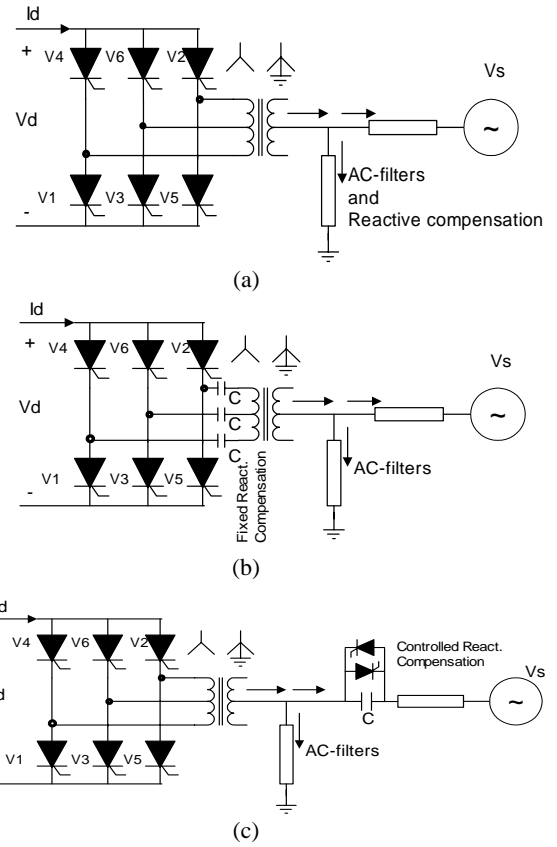 Id
+
V4
V6
V2
Vs
Vd
~
AC-filters
and
Reactive compensation
V1
V3
V5
-
(a)
Id
+
V4
V6
V2
Vs
C
Vd
C
~
C
AC-filters
V1
V3
V5
-
Fixed React.
Compensation
(b)
d
V4
V6
V2
Controlled React.
Compensation
Vs
d
C
~
AC-filters
V1
V3
V5
(c)